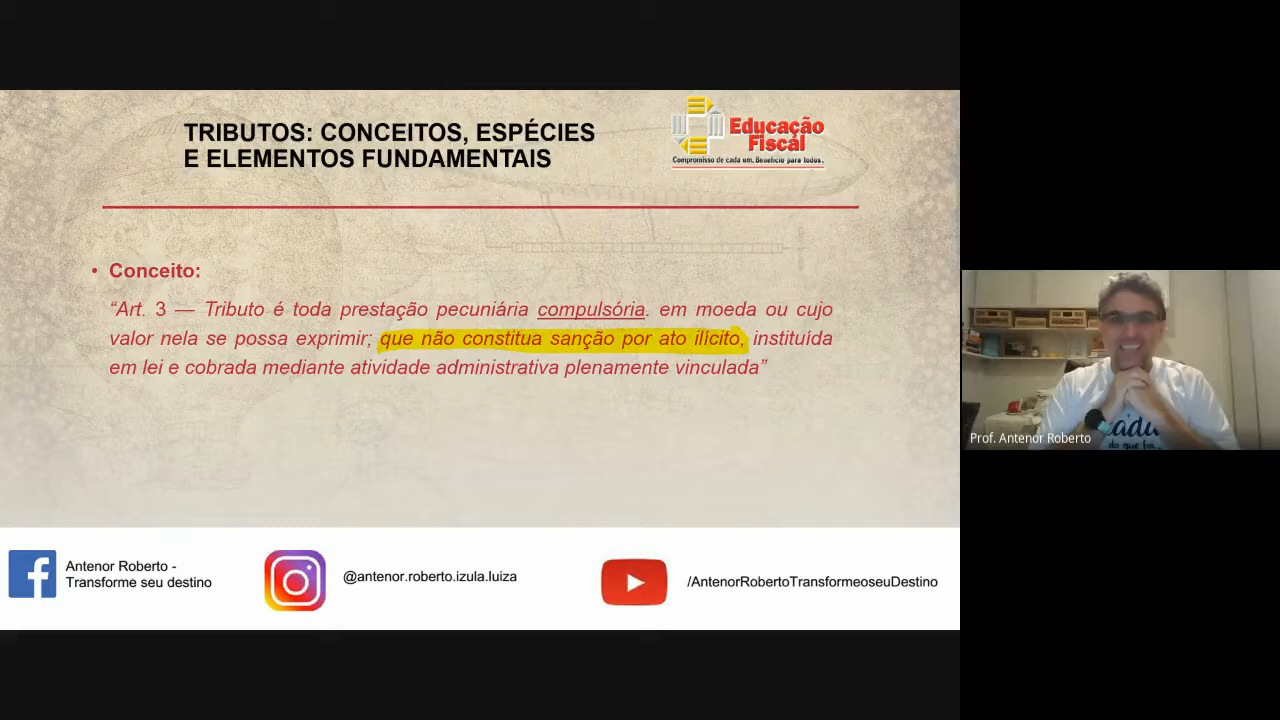 TRIBUTOS: CONCEITOS, ESPÉCIES
E ELEMENTOS FUNDAMENTAIS
Educação
Fiscal
Compromisso de cada um. Benefício para todos.
• Conceito:
“Art. 3 — Tributo é toda prestação pecuniária compulsória. em moeda ou cujo
valor nela se possa exprimir; que não constitua sanção por ato ilícito, instituída
em lei e cobrada mediante atividade administrativa plenamente vinculada”
Antenor Roberto -
Transforme seu destino
@antenor.roberto.izula.luiza
/AntenorRobertoTransformeoseuDestino
do que foi
Prof. Antenor Roberto